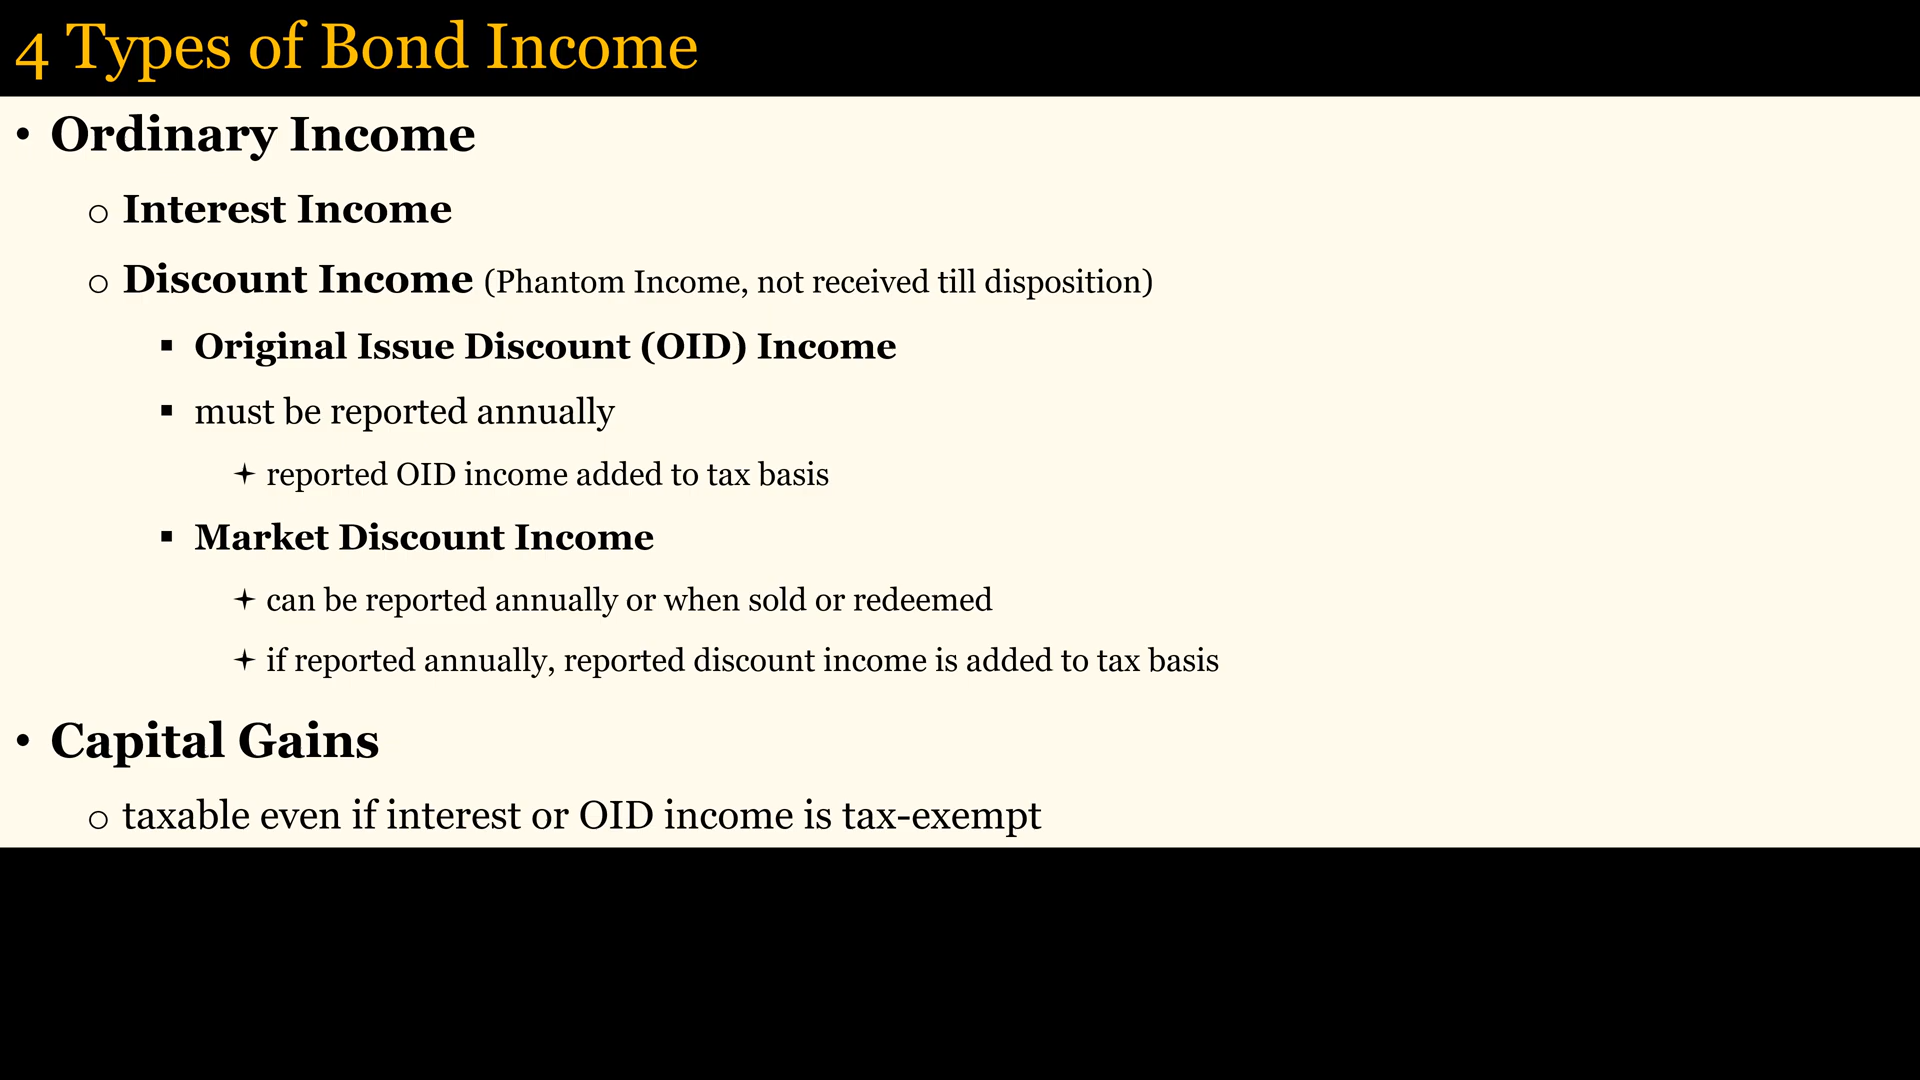 4 Types of Bond Income
• Ordinary Income
o Interest Income
o Discount Income (Phantom Income, not received till disposition)
▪ Original Issue Discount (OID) Income
▪ must be reported annually
✦ reported OID income added to tax basis
▪ Market Discount Income
✦ can be reported annually or when sold or redeemed
✦ if reported annually, reported discount income is added to tax basis
• Capital Gains
o taxable even if interest or OID income is tax-exempt